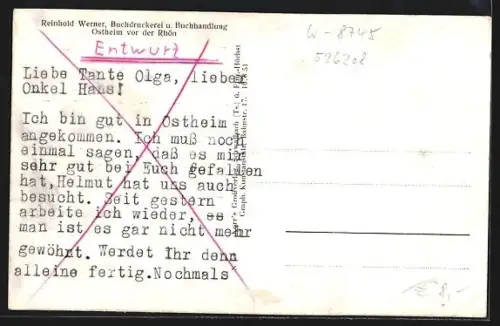 Reinhold Werner, Buchdruckerei u. Buchhandlung
Ostheim vor der Rhön
Entwurf
Liebe Tante Olga, lieber
Onkel Hans!
Ich bin gut in Ostheim
angekommen. Ich muß noch
einmal sagen, daß es mir
sehr gut bei Euch gefallen
hat,Helmut hat uns auch
besucht. Seit gestern
arbeite ich wieder, es
man ist es gar nicht mehr
gewöhnt. Werdet Ihr denn
alleine fertig.Nochmals
W-8745
526208
€ 8,-